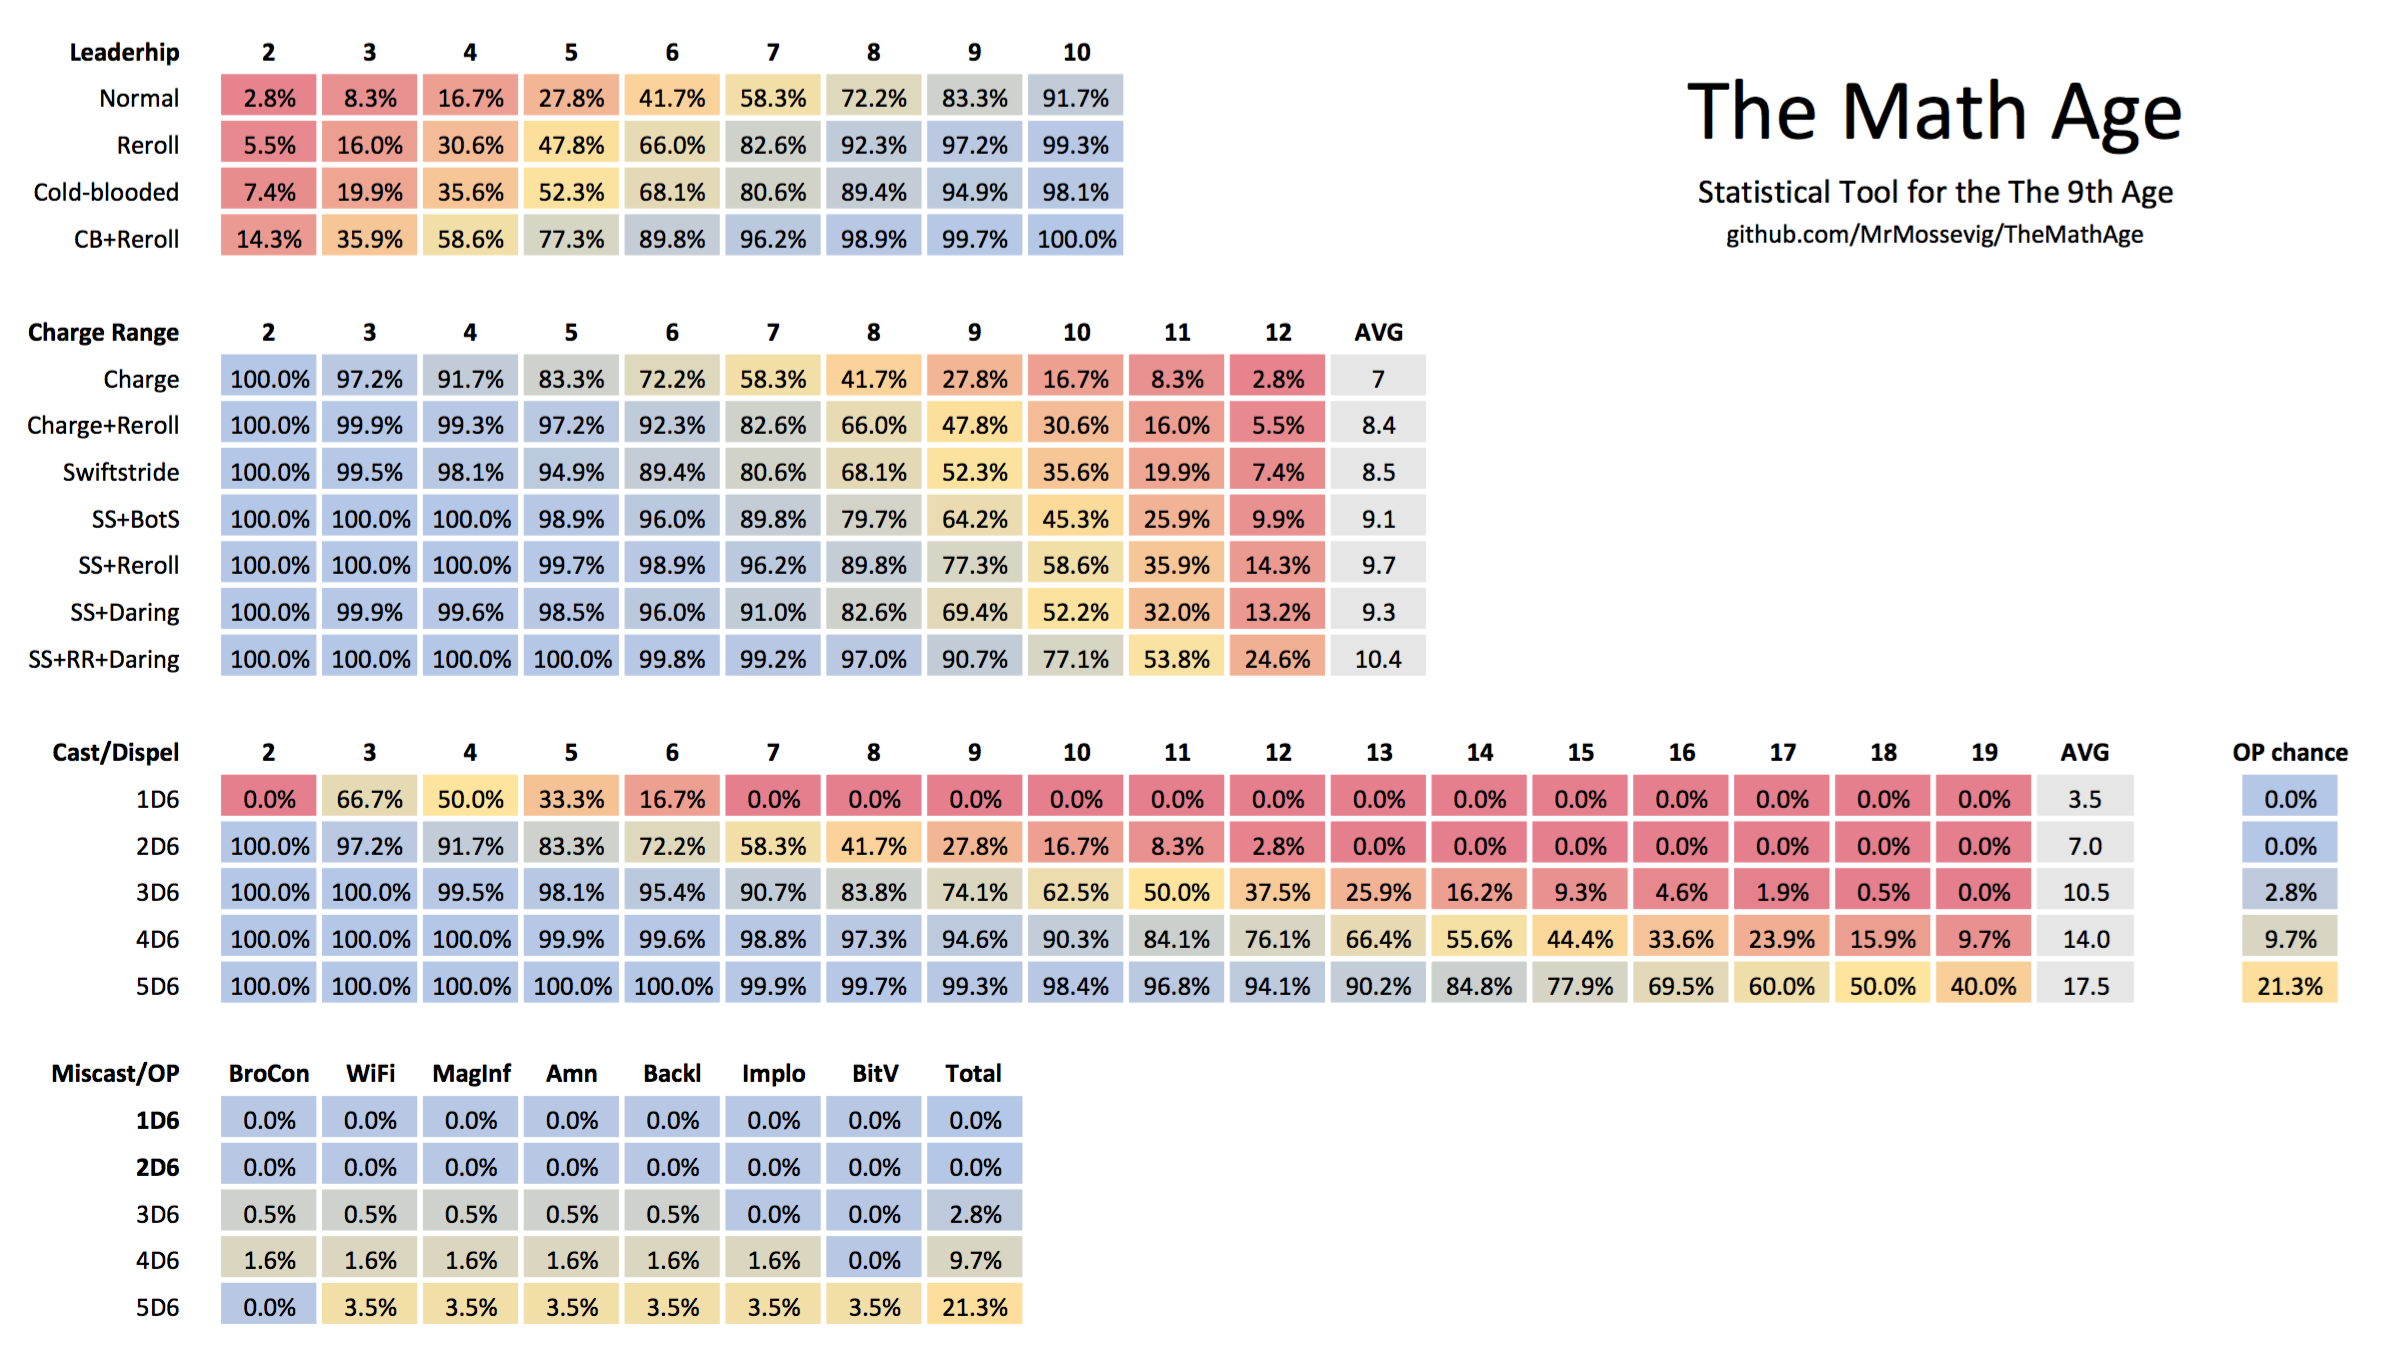 Leaderhip 2 3 4 5 6 7 8 9 10
Normal 2.8% 8.3% 16.7% 27.8% 41.7% 58.3% 72.2% 83.3% 91.7%
Reroll 5.5% 16.0% 30.6% 47.8% 66.0% 82.6% 92.3% 97.2% 99.3%
Cold-blooded 7.4% 19.9% 35.6% 52.3% 68.1% 80.6% 89.4% 94.9% 98.1%
CB+Reroll 14.3% 35.9% 58.6% 77.3% 89.8% 96.2% 98.9% 99.7% 100.0%
The Math Age
Statistical Tool for the The 9th Age
github.com/MrMossevig/TheMathAge
Charge Range 2 3 4 5 6 7 8 9 10 11 12 AVG
Charge 100.0% 97.2% 91.7% 83.3% 72.2% 58.3% 41.7% 27.8% 16.7% 8.3% 2.8% 7
Charge+Reroll 100.0% 99.9% 99.3% 97.2% 92.3% 82.6% 66.0% 47.8% 30.6% 16.0% 5.5% 8.4
Swiftstride 100.0% 99.5% 98.1% 94.9% 89.4% 80.6% 68.1% 52.3% 35.6% 19.9% 7.4% 8.5
SS+BotS 100.0% 100.0% 100.0% 98.9% 96.0% 89.8% 79.7% 64.2% 45.3% 25.9% 9.9% 9.1
SS+Reroll 100.0% 100.0% 100.0% 99.7% 98.9% 96.2% 89.8% 77.3% 58.6% 35.9% 14.3% 9.7
SS+Daring 100.0% 99.9% 99.6% 98.5% 96.0% 91.0% 82.6% 69.4% 52.2% 32.0% 13.2% 9.3
SS+RR+Daring 100.0% 100.0% 100.0% 100.0% 99.8% 99.2% 97.0% 90.7% 77.1% 53.8% 24.6% 10.4
Cast/Dispel 2 3 4 5 6 7 8 9 10 11 12 13 14 15 16 17 18 19 AVG OP chance
1D6 0.0% 66.7% 50.0% 33.3% 16.7% 0.0% 0.0% 0.0% 0.0% 0.0% 0.0% 0.0% 0.0% 0.0% 0.0% 0.0% 0.0% 0.0% 3.5 0.0%
2D6 100.0% 97.2% 91.7% 83.3% 72.2% 58.3% 41.7% 27.8% 16.7% 8.3% 2.8% 0.0% 0.0% 0.0% 0.0% 0.0% 0.0% 0.0% 7.0 0.0%
3D6 100.0% 100.0% 99.5% 98.1% 95.4% 90.7% 83.8% 74.1% 62.5% 50.0% 37.5% 25.9% 16.2% 9.3% 4.6% 1.9% 0.5% 0.0% 10.5 2.8%
4D6 100.0% 100.0% 100.0% 99.9% 99.6% 98.8% 97.3% 94.6% 90.3% 84.1% 76.1% 66.4% 55.6% 44.4% 33.6% 23.9% 15.9% 9.7% 14.0 9.7%
5D6 100.0% 100.0% 100.0% 100.0% 100.0% 99.9% 99.7% 99.3% 98.4% 96.8% 94.1% 90.2% 84.8% 77.9% 69.5% 60.0% 50.0% 40.0% 17.5 21.3%
Miscast/OP BroCon WiFi MagInf Amn Backl Implo BitV Total
1D6 0.0% 0.0% 0.0% 0.0% 0.0% 0.0% 0.0% 0.0%
2D6 0.0% 0.0% 0.0% 0.0% 0.0% 0.0% 0.0% 0.0%
3D6 0.5% 0.5% 0.5% 0.5% 0.5% 0.0% 0.0% 2.8%
4D6 1.6% 1.6% 1.6% 1.6% 1.6% 1.6% 0.0% 9.7%
5D6 0.0% 3.5% 3.5% 3.5% 3.5% 3.5% 3.5% 21.3%